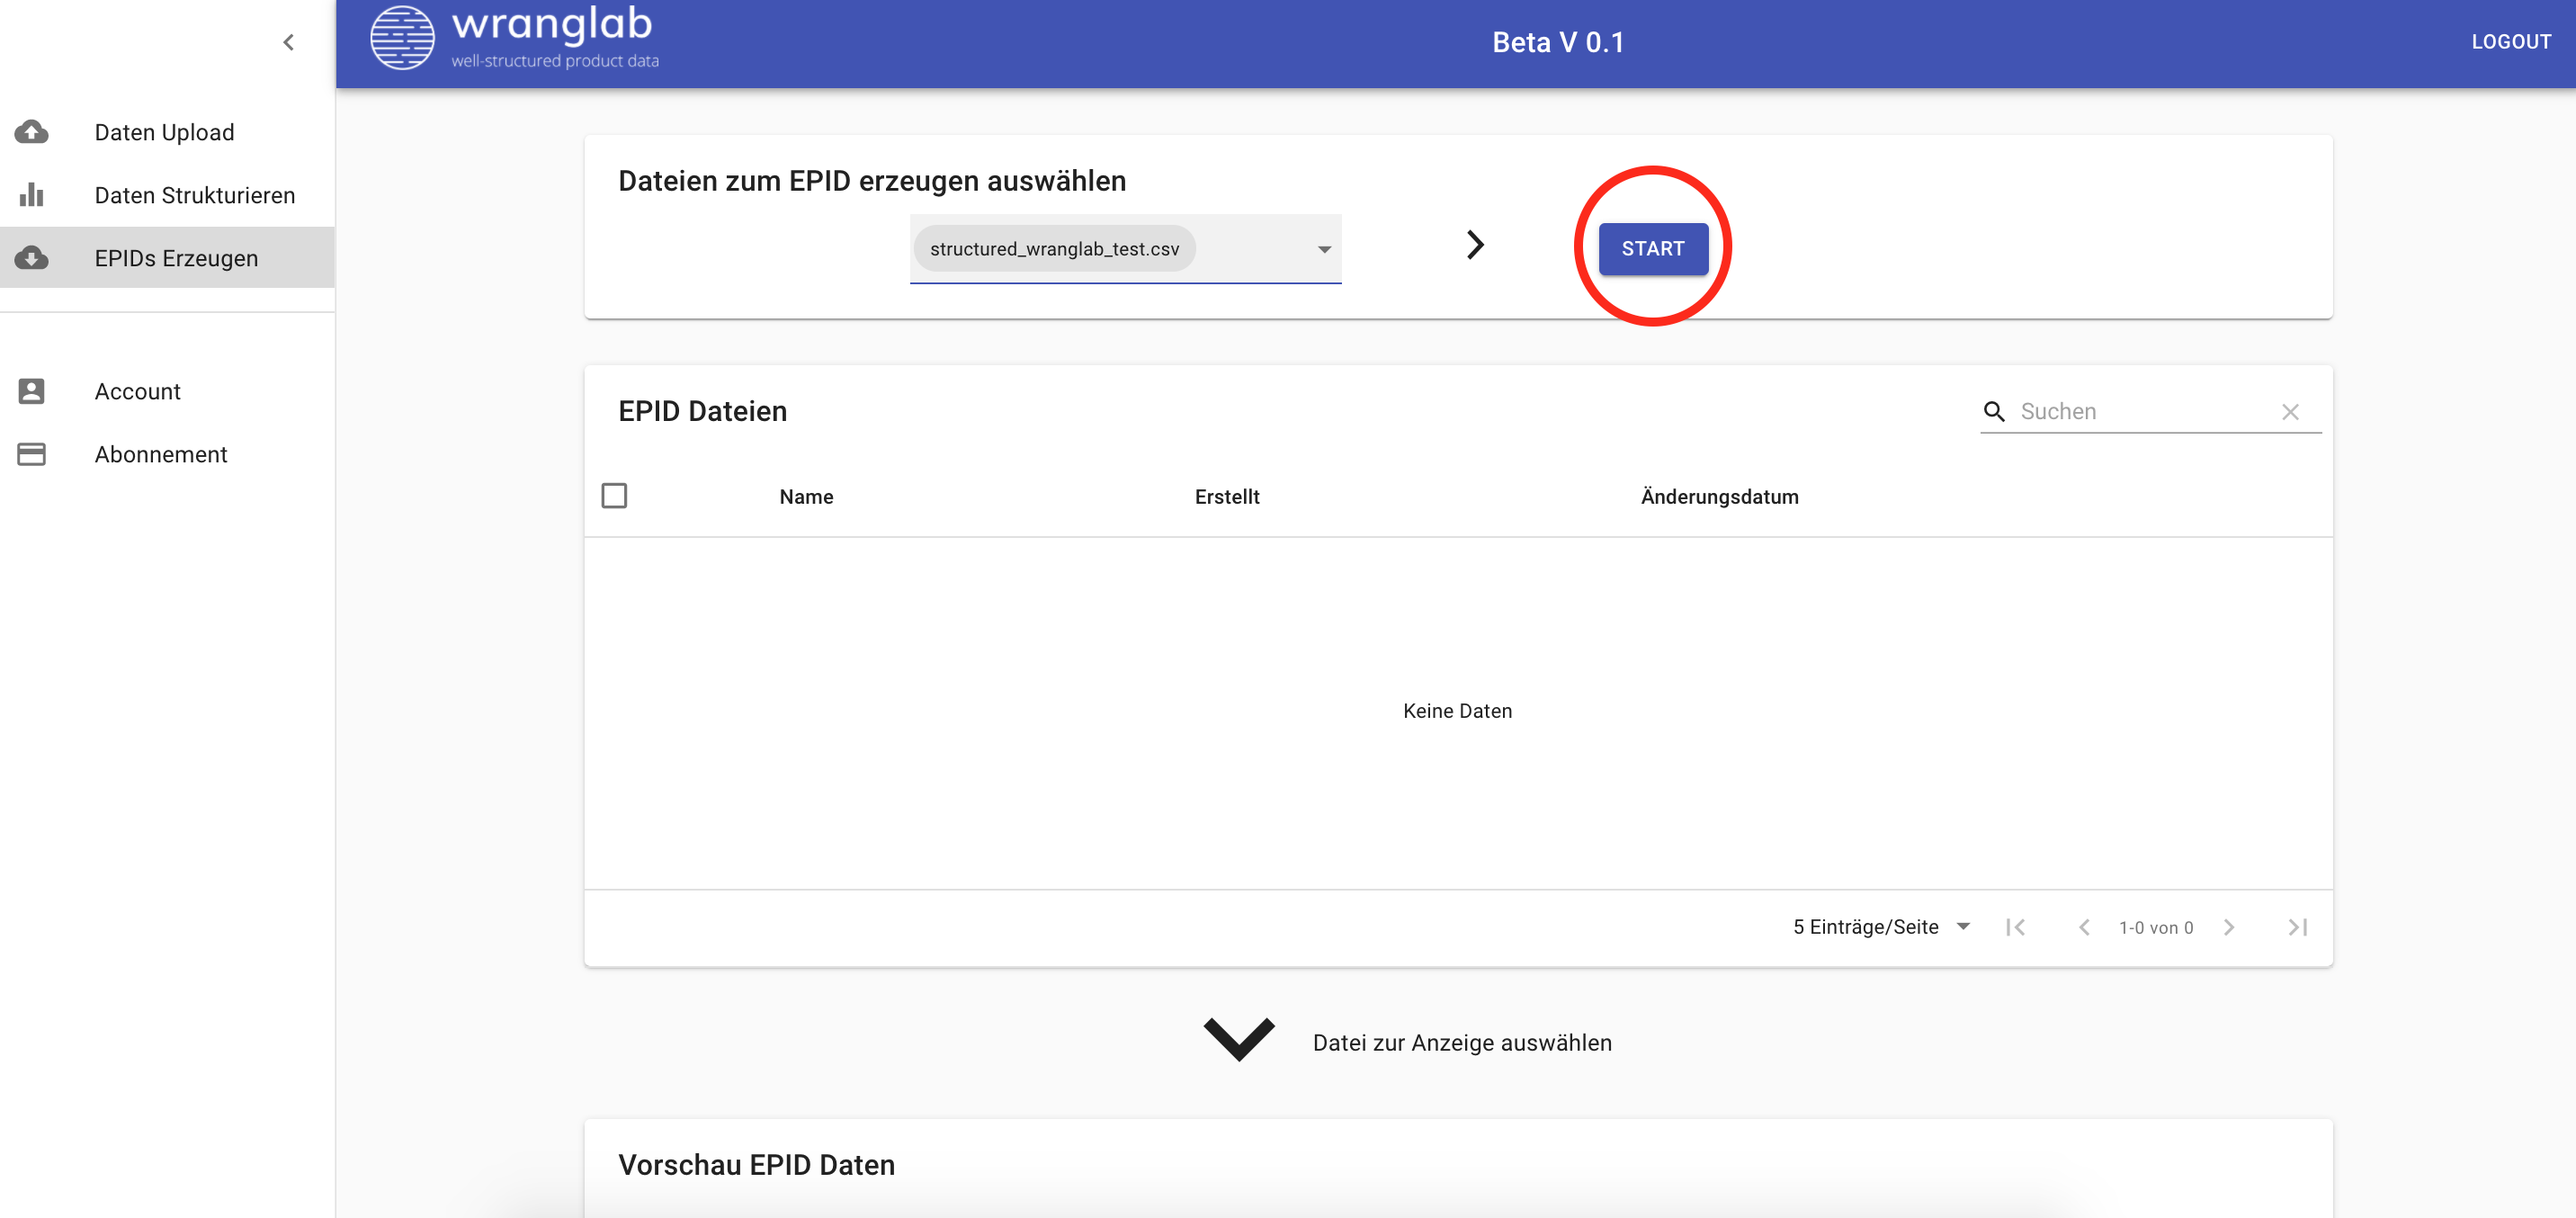 wranglab
well-structured product data
Beta V 0.1
LOGOUT
Daten Upload
Daten Strukturieren
EPIDs Erzeugen
Account
Abonnement
Dateien zum EPID erzeugen auswählen
structured_wranglab_test.csv
START
EPID Dateien
Suchen
Name Erstellt Änderungsdatum
Keine Daten
5 Einträge/Seite 1-0 von 0
Datei zur Anzeige auswählen
Vorschau EPID Daten